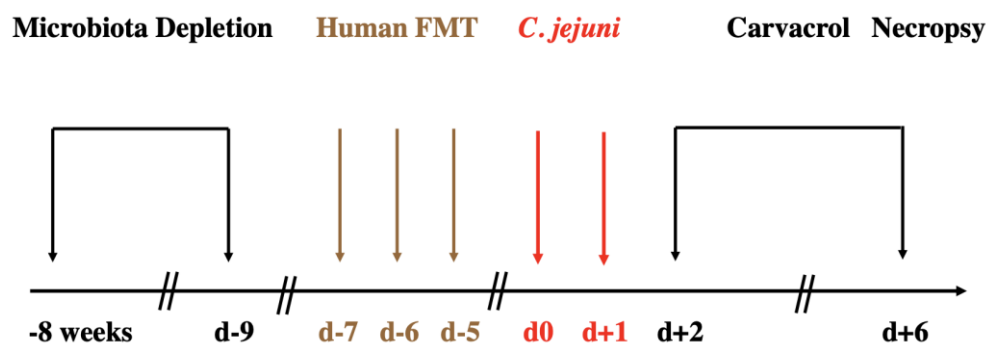 Microbiota Depletion Human FMT C. jejuni Carvacrol Necropsy
-8 weeks d-9 d-7 d-6 d-5 d0 d+1 d+2 d+6